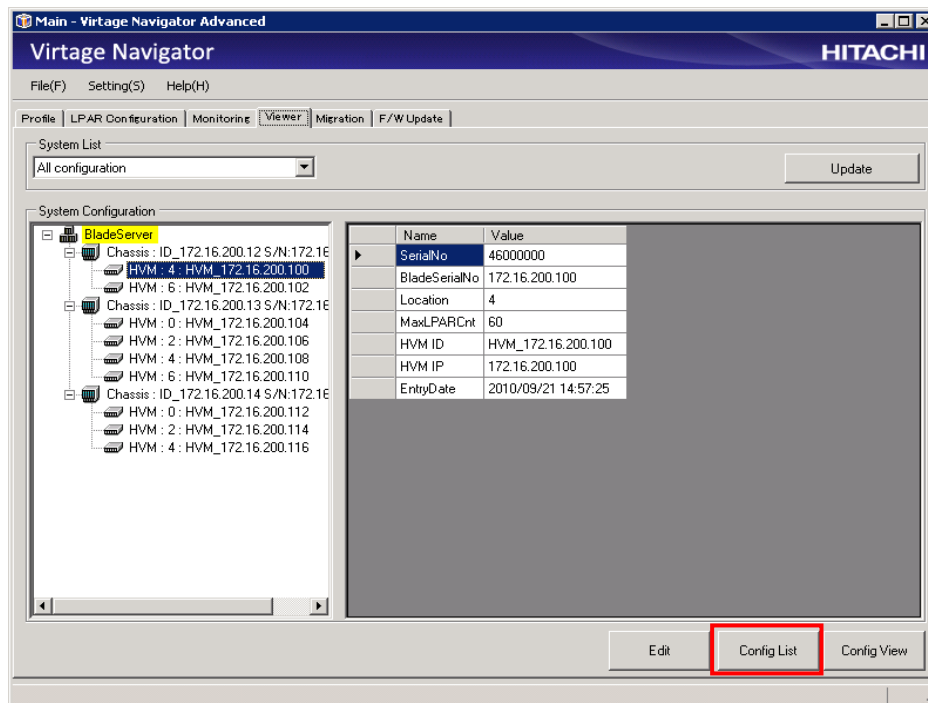 Main - Virtage Navigator Advanced
Virtage Navigator
HITACHI
File(F) Setting(S) Help(H)
Profile LPAR Configuration Monitoring Viewer Migration F/W Update
System List
All configuration
Update
System Configuration
BladeServer
Chassis : ID_172.16.200.12 S/N:172.16
HVM : 4 : HVM_172.16.200.100
HVM : 6 : HVM_172.16.200.102
Chassis : ID_172.16.200.13 S/N:172.16
HVM : 0 : HVM_172.16.200.104
HVM : 2 : HVM_172.16.200.106
HVM : 4 : HVM_172.16.200.108
HVM : 6 : HVM_172.16.200.110
Chassis : ID_172.16.200.14 S/N:172.16
HVM : 0 : HVM_172.16.200.112
HVM : 2 : HVM_172.16.200.114
HVM : 4 : HVM_172.16.200.116
Name Value
SerialNo 46000000
BladeSerialNo 172.16.200.100
Location 4
MaxLPARCnt 60
HVM ID HVM_172.16.200.100
HVM IP 172.16.200.100
EntryDate 2010/09/21 14:57:25
Edit Config List Config View